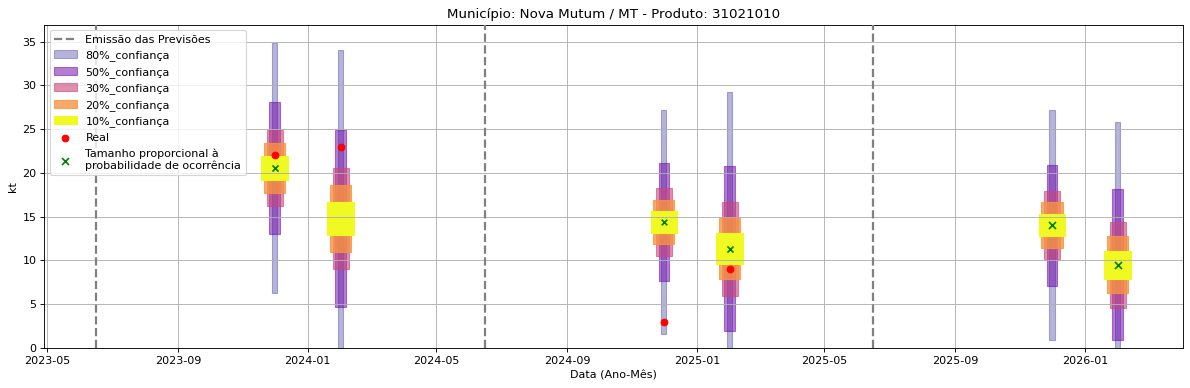 Município: Nova Mutum / MT - Produto: 31021010
Emissão das Previsões
80%_confiança
50%_confiança
30%_confiança
20%_confiança
10%_confiança
Real
Tamanho proporcional à
probabilidade de ocorrência
35
30
25
20
15
10
5
0
kt
2023-05
2023-09
2024-01
2024-05
2024-09
2025-01
2025-05
2025-09
2026-01
Data (Ano-Mês)